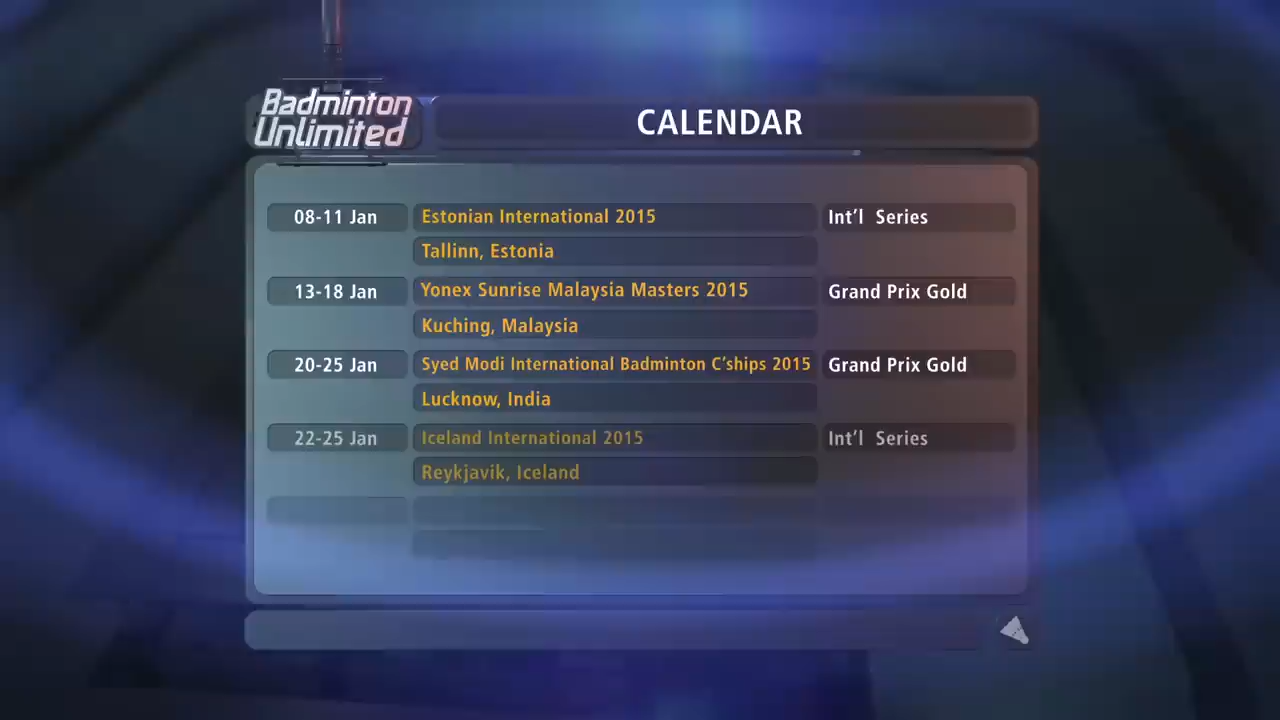 Badminton
Unlimited
CALENDAR
08-11 Jan Estonian International 2015 Int'l Series
Tallinn, Estonia
13-18 Jan Yonex Sunrise Malaysia Masters 2015 Grand Prix Gold
Kuching, Malaysia
20-25 Jan Syed Modi International Badminton C'ships 2015 Grand Prix Gold
Lucknow, India
22-25 Jan Iceland International 2015 Int'l Series
Reykjavik, Iceland